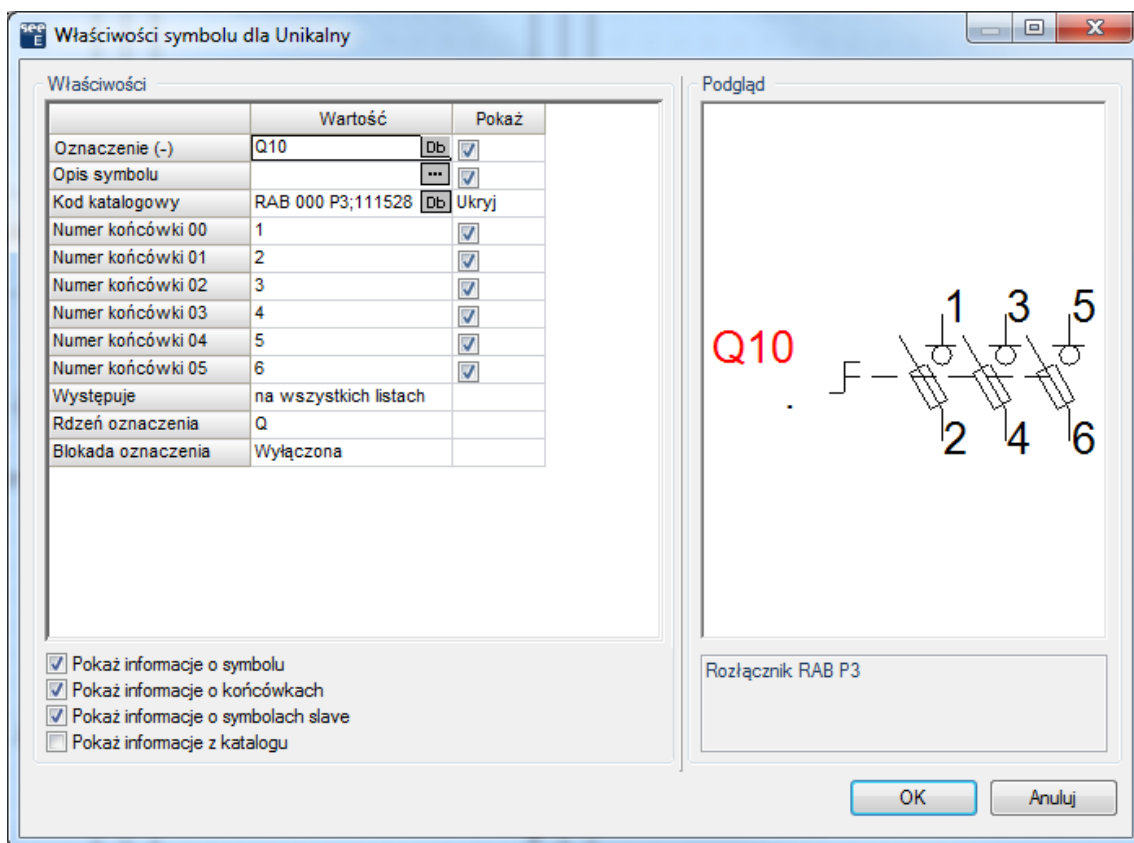 see E Właściwości symbolu dla Unikalny
Właściwości
Wartość Pokaż
Oznaczenie (-) Q10 Db
Opis symbolu ...
Kod katalogowy RAB 000 P3;111528 Db Ukryj
Numer końcówki 00 1
Numer końcówki 01 2
Numer końcówki 02 3
Numer końcówki 03 4
Numer końcówki 04 5
Numer końcówki 05 6
Występuje na wszystkich listach
Rdzeń oznaczenia Q
Blokada oznaczenia Wyłączona
Pokaż informacje o symbolu
Pokaż informacje o końcówkach
Pokaż informacje o symbolach slave
Pokaż informacje z katalogu
Podgląd
1 3 5
Q10
.
2 4 6
Rozłącznik RAB P3
OK Anuluj